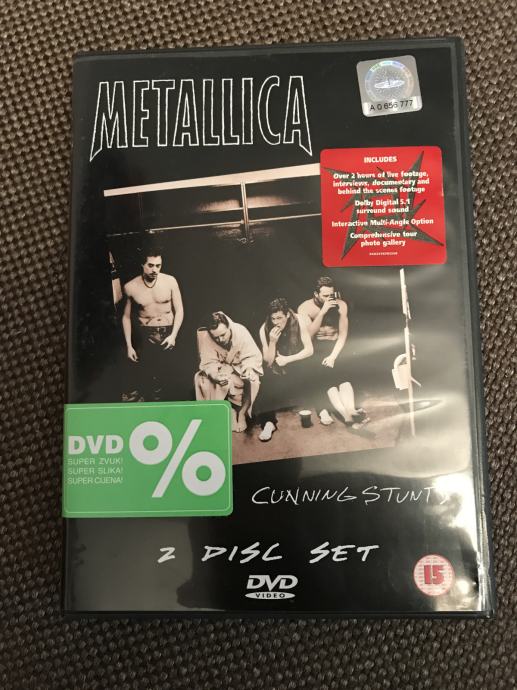 METALLICA
A 0 656 777
INCLUDES
Over 2 hours of live footage,
interviews, documentary and
behind the scenes footage
Dolby Digital 5.1
surround sound
Interactive Multi-Angle Option
Comprehensive tour
photo gallery
DVD %
SUPER ZVUK!
SUPER SLIKA!
SUPER CIJENA!
CUNNING STUNTS
2 DISC SET
DVD
VIDEO
15